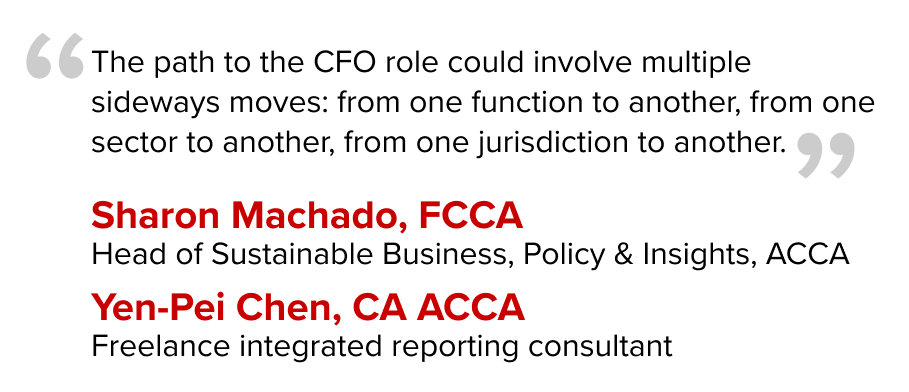 “The path to the CFO role could involve multiple
sideways moves: from one function to another, from one
sector to another, from one jurisdiction to another.”
Sharon Machado, FCCA
Head of Sustainable Business, Policy & Insights, ACCA
Yen-Pei Chen, CA ACCA
Freelance integrated reporting consultant